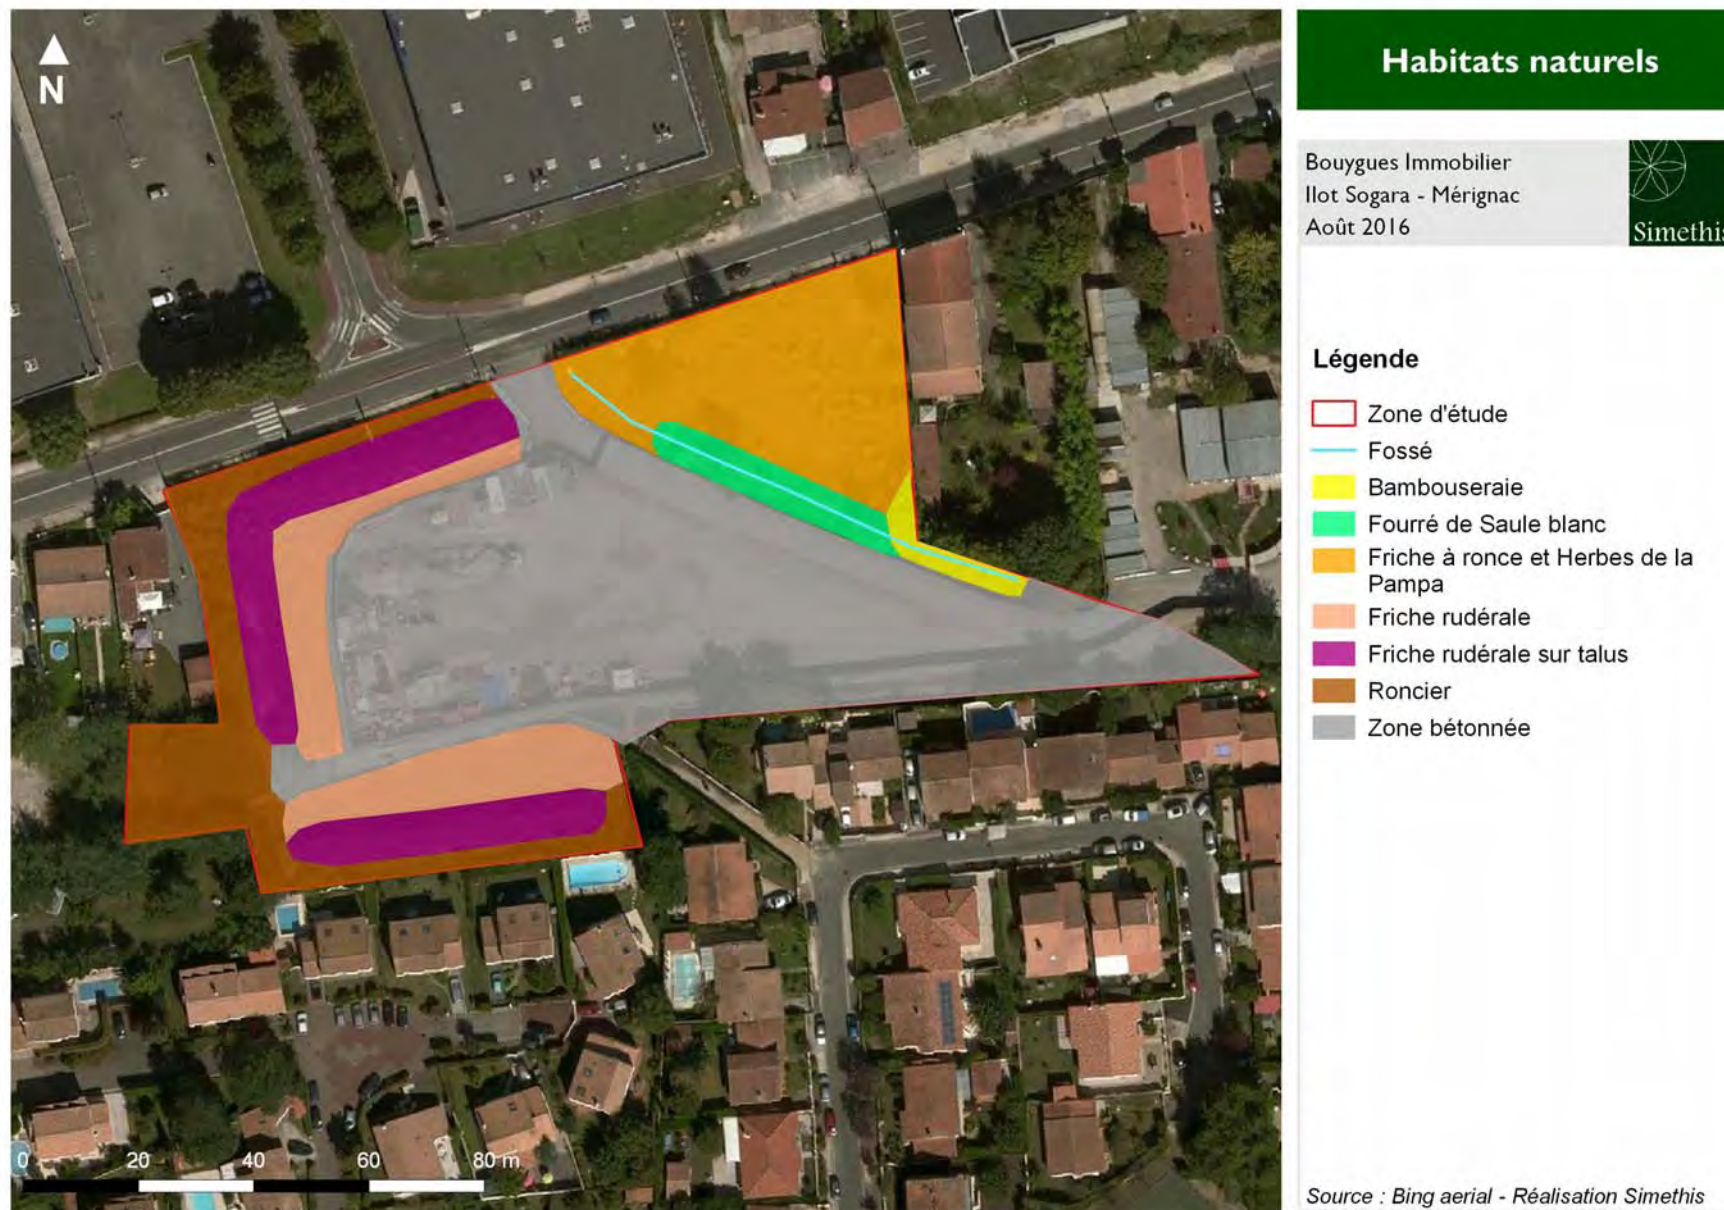 N
Habitats naturels
Bouygues Immobilier
Ilot Sogara - Mérignac
Août 2016
Simethis
Légende
Zone d'étude
Fossé
Bambouseraie
Fourré de Saule blanc
Friche à ronce et Herbes de la
Pampa
Friche rudérale
Friche rudérale sur talus
Roncier
Zone bétonnée
0 20 40 60 80 m
Source : Bing aerial - Réalisation Simethis